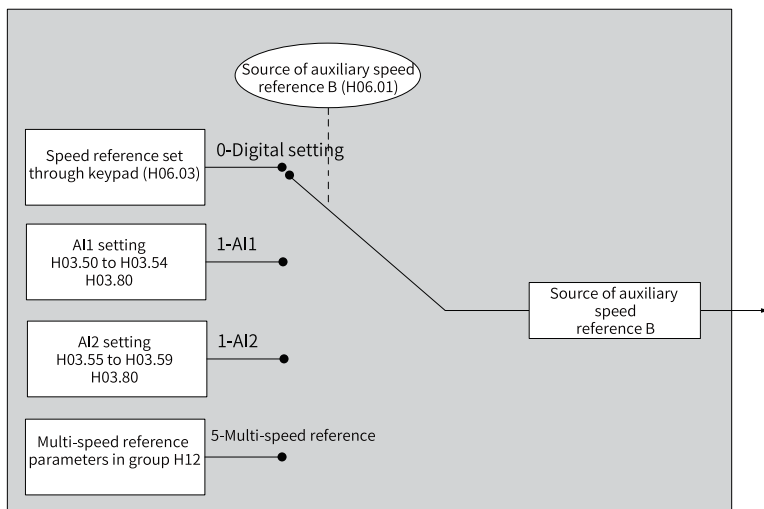 Source of auxiliary speed
reference B (H06.01)
Speed reference set
through keypad (H06.03)
0-Digital setting
AI1 setting
H03.50 to H03.54
H03.80
1-AI1
Source of auxiliary
speed
reference B
AI2 setting
H03.55 to H03.59
H03.80
1-AI2
Multi-speed reference
parameters in group H12
5-Multi-speed reference